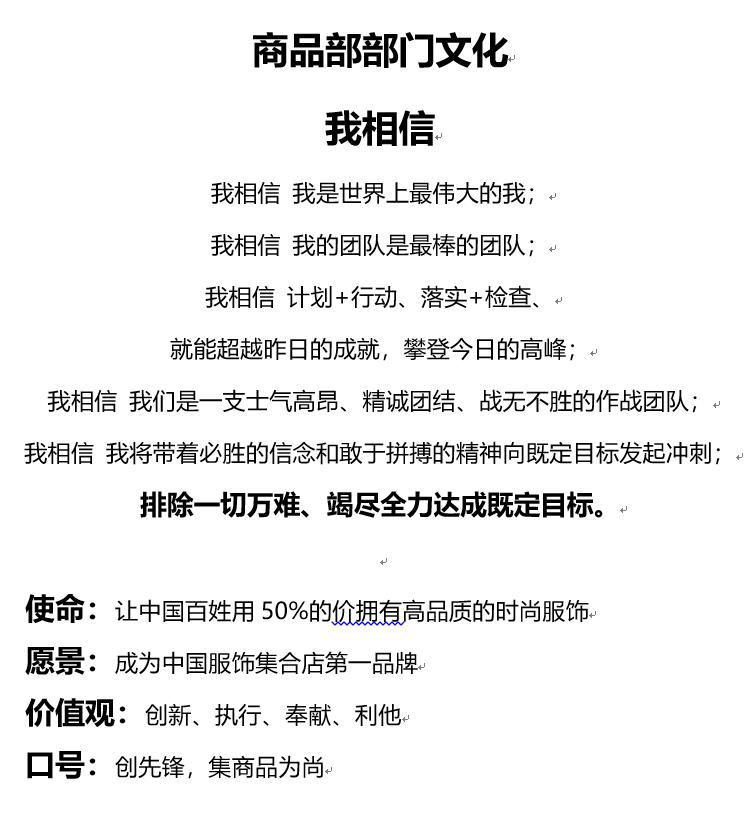 商品部部门文化
我相信
我相信 我是世界上最伟大的我；
我相信 我的团队是最棒的团队；
我相信 计划+行动、落实+检查、
就能超越昨日的成就，攀登今日的高峰；
我相信 我们是一支士气高昂、精诚团结、战无不胜的作战团队；
我相信 我将带着必胜的信念和敢于拼搏的精神向既定目标发起冲刺；
排除一切万难、竭尽全力达成既定目标。
使命：让中国百姓用 50%的价拥有高品质的时尚服饰
愿景：成为中国服饰集合店第一品牌
价值观：创新、执行、奉献、利他
口号：创先锋，集商品为尚